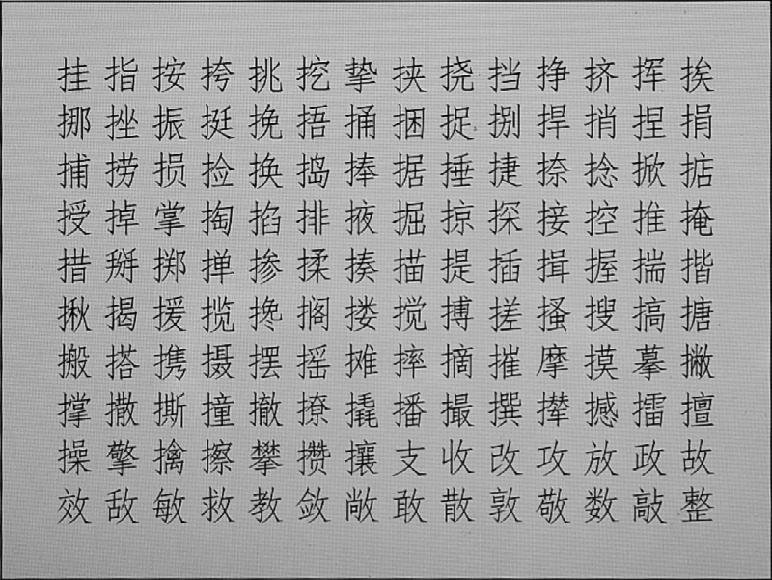 挂指按挎挑挖挚挟挠挡挣挤挥挨
挪挫振挺挽捂捅捆捉捌捍捎捏捐
捕捞损捡换捣捧据捶捷捺捻掀掂
授掉掌掏掐排掖掘掠探接控推掩
措掰掷掸掺揉揍描提插揖握揣揩
揪揭援揽搀搁搂搅搏搓搔搜搞搪
搬搭携摄摆摇摊摔摘摧摩摸摹撇
撑撒撕撞撤撩撬播最撰撵撼擂擅
操擎擒擦攀攒攘支收改攻放政故
效敌敏救教敛敞敢散敦敬数敲整